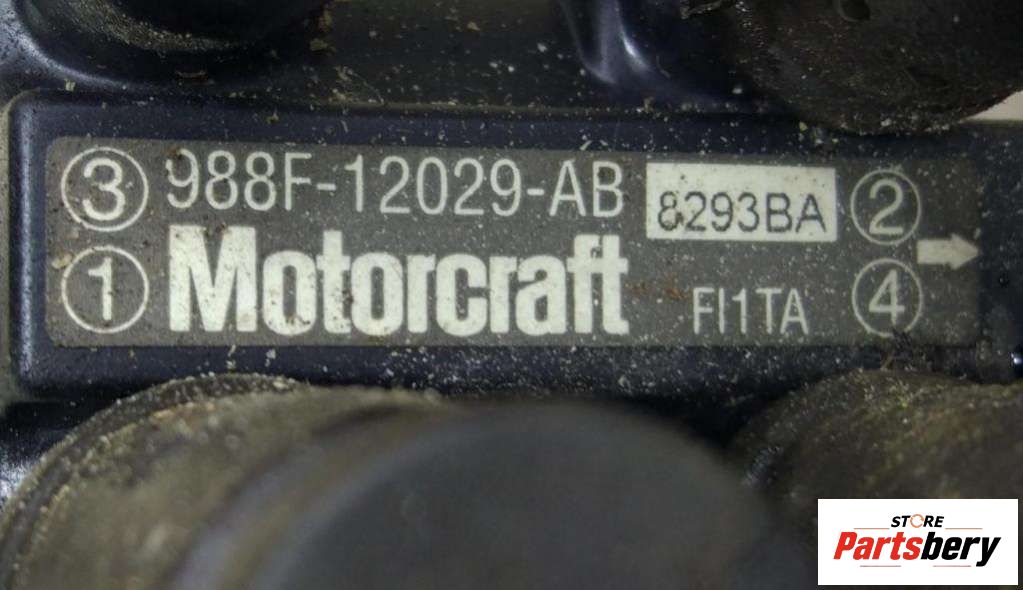 ③ 988F-12029-AB 8293BA ②
① Motorcraft FI1TA ④
STORE
Partsbery